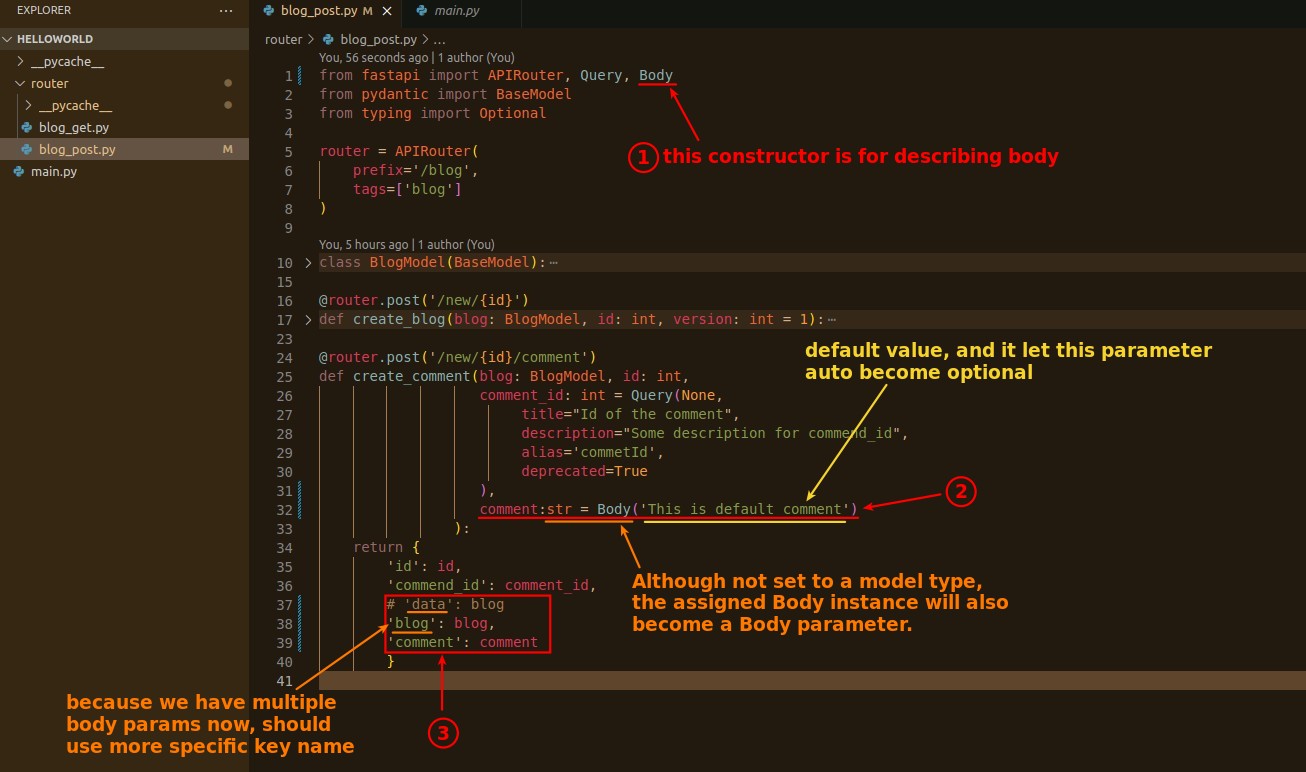 EXPLORER ···
HELLOWORLD
__pycache__
router
__pycache__
blog_get.py
blog_post.py M
main.py
blog_post.py M
main.py
router > blog_post.py > ...
You, 56 seconds ago | 1 author (You)
1 from fastapi import APIRouter, Query, Body
2 from pydantic import BaseModel
3 from typing import Optional
4
5 router = APIRouter(
6 prefix='/blog',
7 tags=['blog']
8 )
9
You, 5 hours ago | 1 author (You)
10 class BlogModel(BaseModel):⋯
15
16 @router.post('/new/{id}')
17 def create_blog(blog: BlogModel, id: int, version: int = 1):⋯
23
24 @router.post('/new/{id}/comment')
25 def create_comment(blog: BlogModel, id: int,
26 comment_id: int = Query(None,
27 title="Id of the comment",
28 description="Some description for commend_id",
29 alias='commetId',
30 deprecated=True
31 ),
32 comment:str = Body('This is default comment')
33 ):
34 return {
35 'id': id,
36 'commend_id': comment_id,
37 # 'data': blog
38 'blog': blog,
39 'comment': comment
40 }
41
1 this constructor is for describing body
default value, and it let this parameter
auto become optional
2
Although not set to a model type,
the assigned Body instance will also
become a Body parameter.
because we have multiple
body params now, should
use more specific key name
3